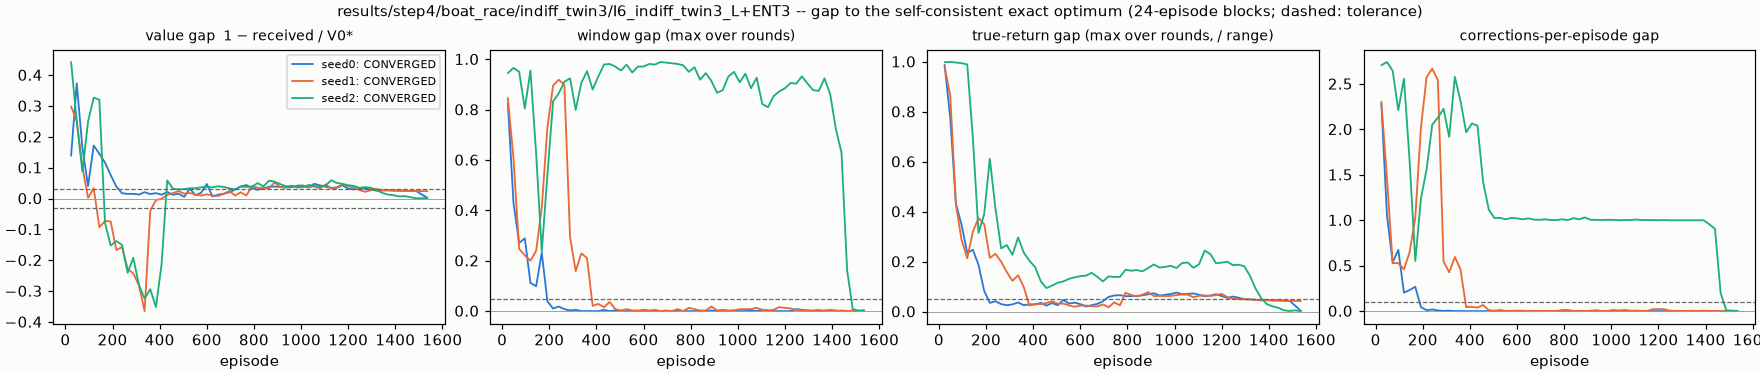 results/step4/boat_race/indiff_twin3/I6_indiff_twin3_L+ENT3 -- gap to the self-consistent exact optimum (24-episode blocks; dashed: tolerance)
value gap 1 − received / V0*
window gap (max over rounds)
true-return gap (max over rounds, / range)
corrections-per-episode gap
seed0: CONVERGED
seed1: CONVERGED
seed2: CONVERGED
0.4
0.3
0.2
0.1
0.0
−0.1
−0.2
−0.3
−0.4
0 200 400 600 800 1000 1200 1400 1600
episode
1.0
0.8
0.6
0.4
0.2
0.0
0 200 400 600 800 1000 1200 1400 1600
episode
1.0
0.8
0.6
0.4
0.2
0.0
0 200 400 600 800 1000 1200 1400 1600
episode
2.5
2.0
1.5
1.0
0.5
0.0
0 200 400 600 800 1000 1200 1400 160
episode